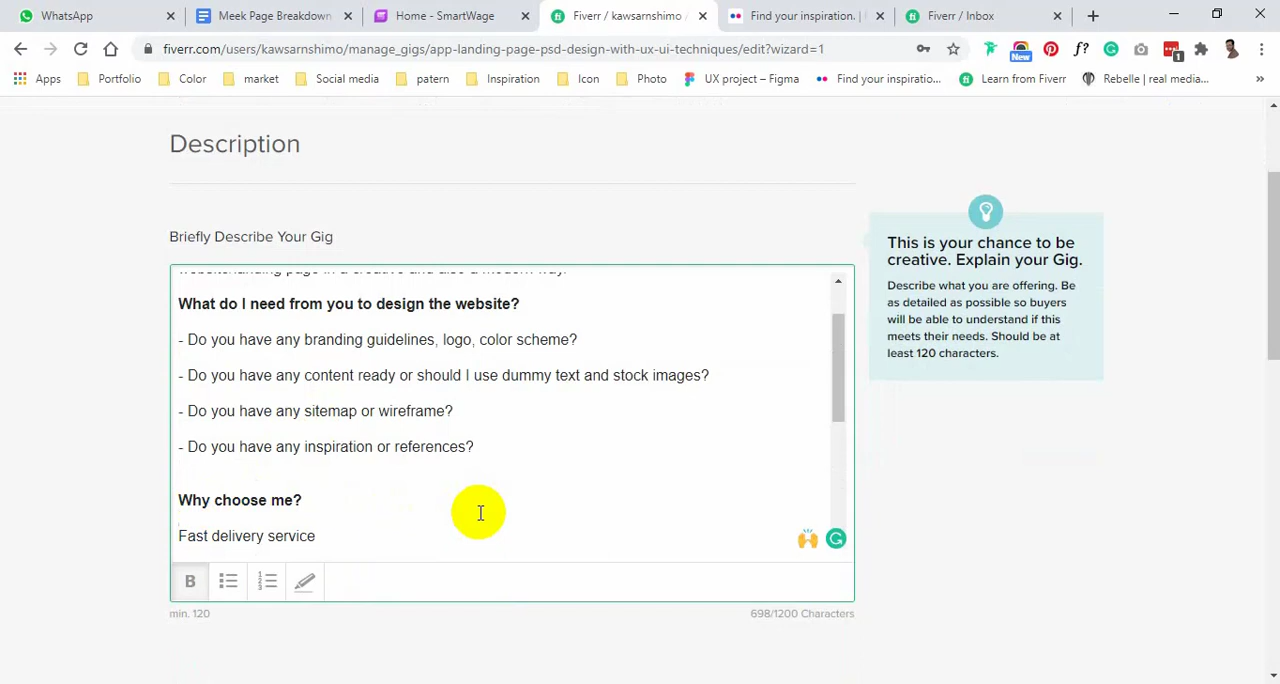 WhatsApp
Meek Page Breakdown
Home - SmartWage
Fiverr / kawsarnshimo
Find your inspiration. |
Fiverr / Inbox
fiverr.com/users/kawsarnshimo/manage_gigs/app-landing-page-psd-design-with-ux-ui-techniques/edit?wizard=1
New
f?
1
Apps
Portfolio
Color
market
Social media
patern
Inspiration
Icon
Photo
UX project – Figma
Find your inspiratio...
Learn from Fiverr
Rebelle | real media...
»
Description
Briefly Describe Your Gig
What do I need from you to design the website?
- Do you have any branding guidelines, logo, color scheme?
- Do you have any content ready or should I use dummy text and stock images?
- Do you have any sitemap or wireframe?
- Do you have any inspiration or references?
Why choose me?
Fast delivery service
B
min. 120
698/1200 Characters
This is your chance to be
creative. Explain your Gig.
Describe what you are offering. Be
as detailed as possible so buyers
will be able to understand if this
meets their needs. Should be at
least 120 characters.